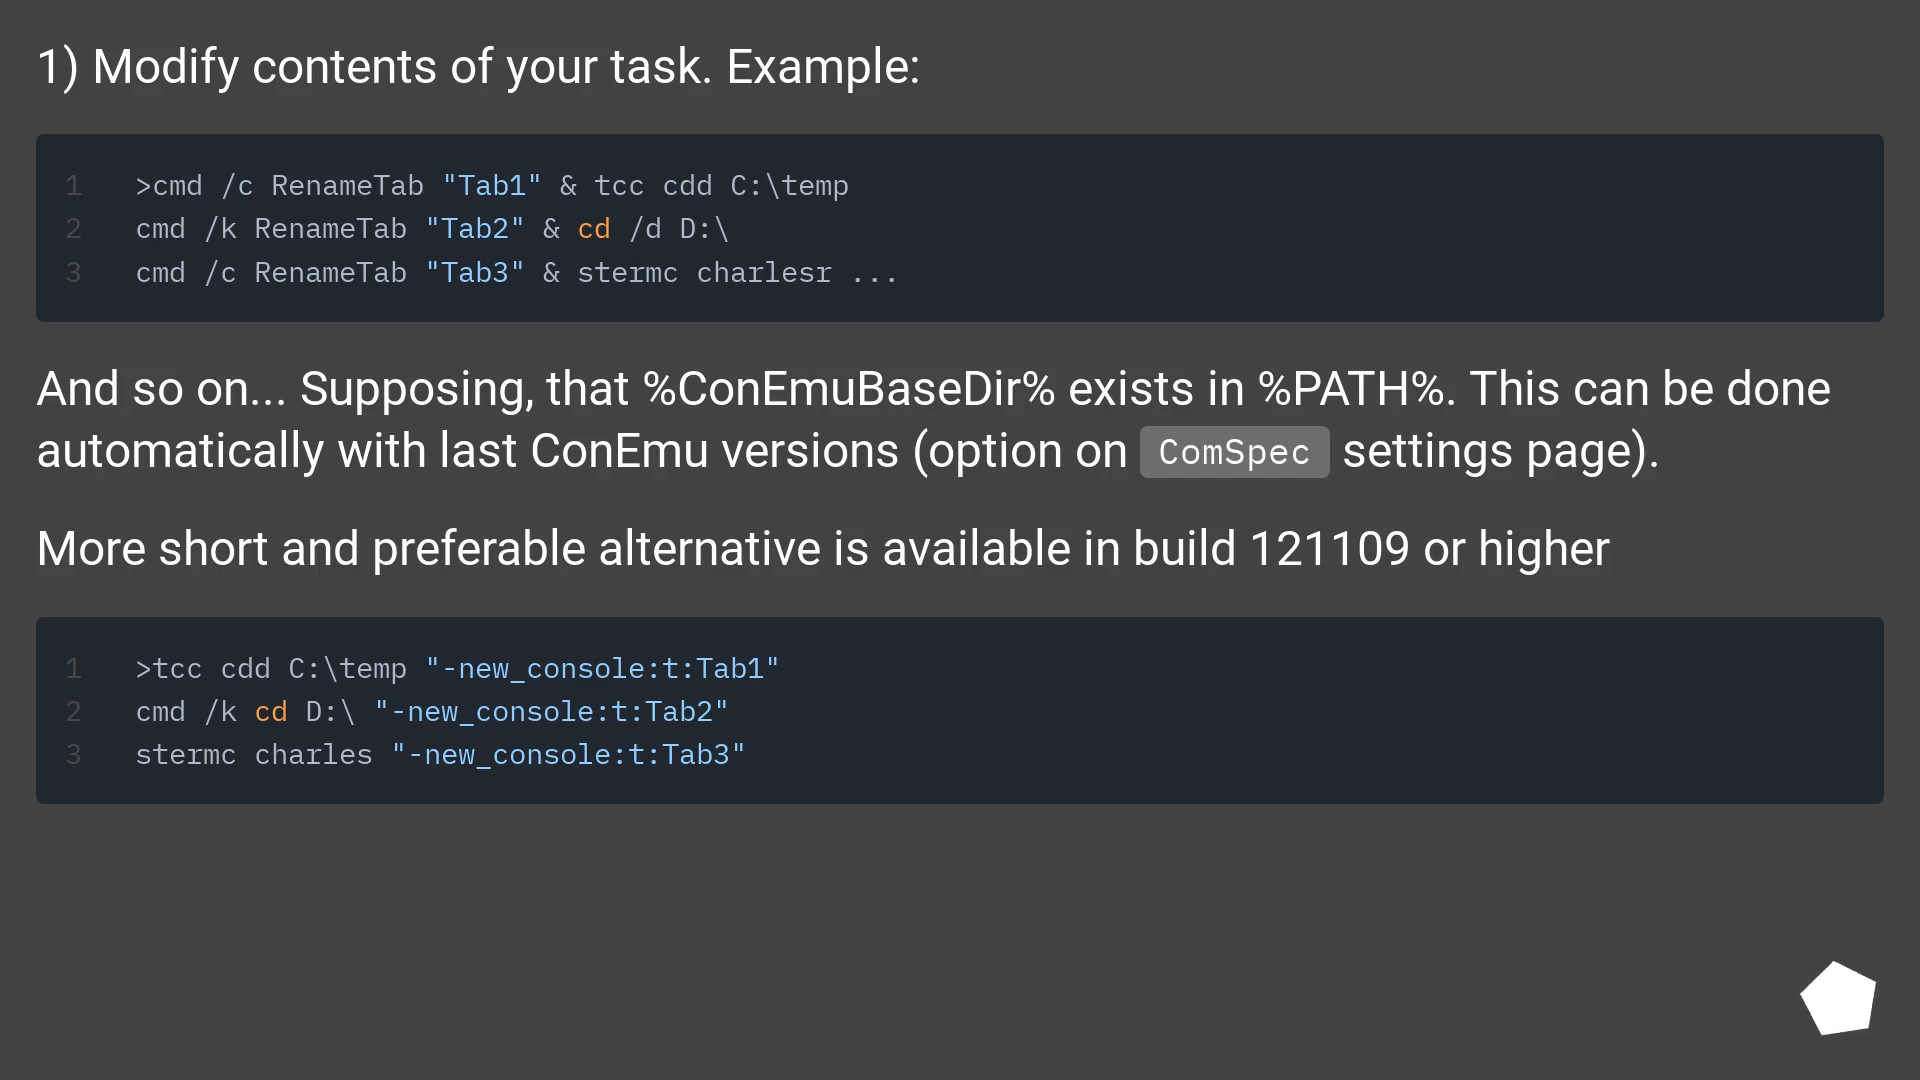 1) Modify contents of your task. Example:
1 >cmd /c RenameTab "Tab1" & tcc cdd C:\temp
2 cmd /k RenameTab "Tab2" & cd /d D:\
3 cmd /c RenameTab "Tab3" & stermc charlesr ...
And so on... Supposing, that %ConEmuBaseDir% exists in %PATH%. This can be done
automatically with last ConEmu versions (option on ComSpec settings page).
More short and preferable alternative is available in build 121109 or higher
1 >tcc cdd C:\temp "-new_console:t:Tab1"
2 cmd /k cd D:\ "-new_console:t:Tab2"
3 stermc charles "-new_console:t:Tab3"